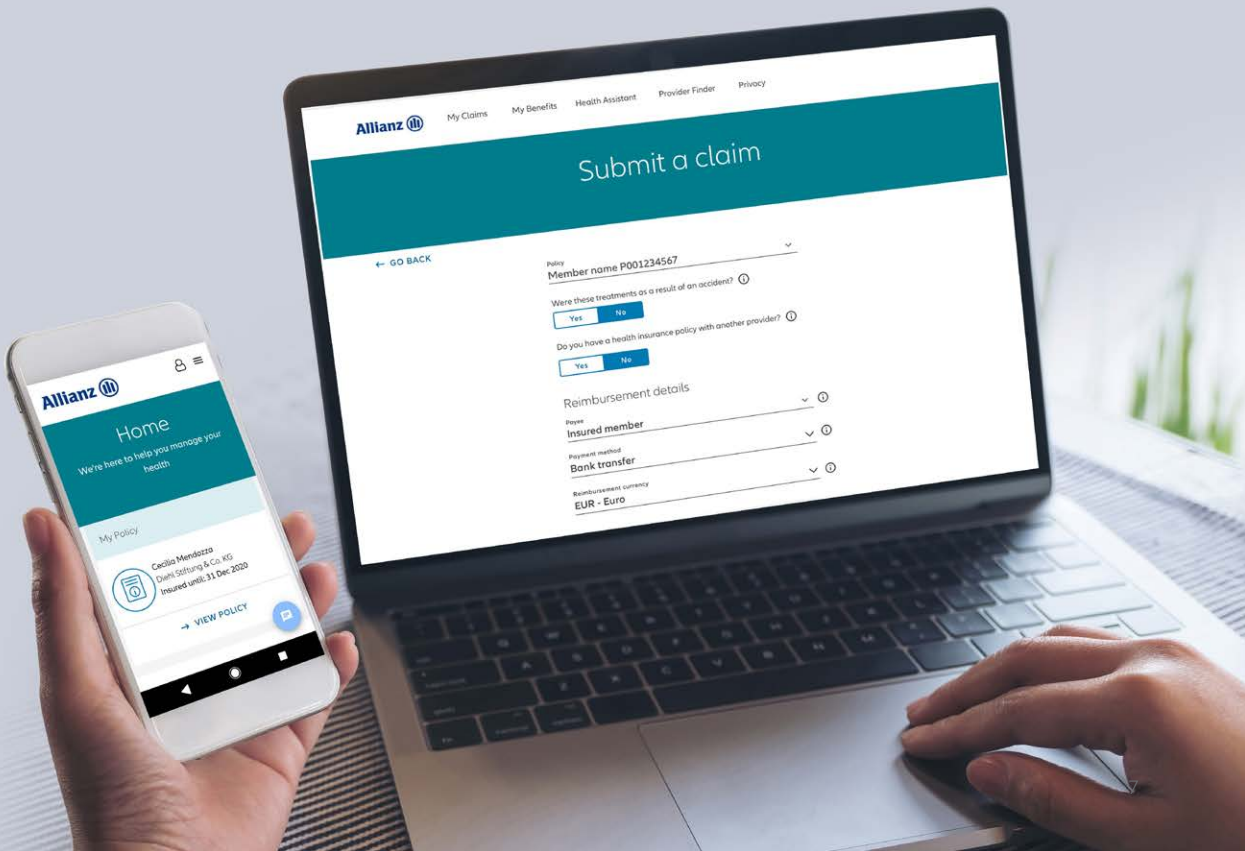 Allianz
My Claims My Benefits Health Assistant Provider Finder Privacy
Submit a claim
← GO BACK
Policy
Member name P001234567
Were these treatments as a result of an accident?
Yes No
Do you have a health insurance policy with another provider?
Yes No
Reimbursement details
Payee
Insured member
Payment method
Bank transfer
Reimbursement currency
EUR - Euro
Allianz
Home
We're here to help you manage your
health
My Policy
Cecilia Mendozza
Diehl Stiftung & Co. KG
Insured until: 31 Dec 2020
→ VIEW POLICY